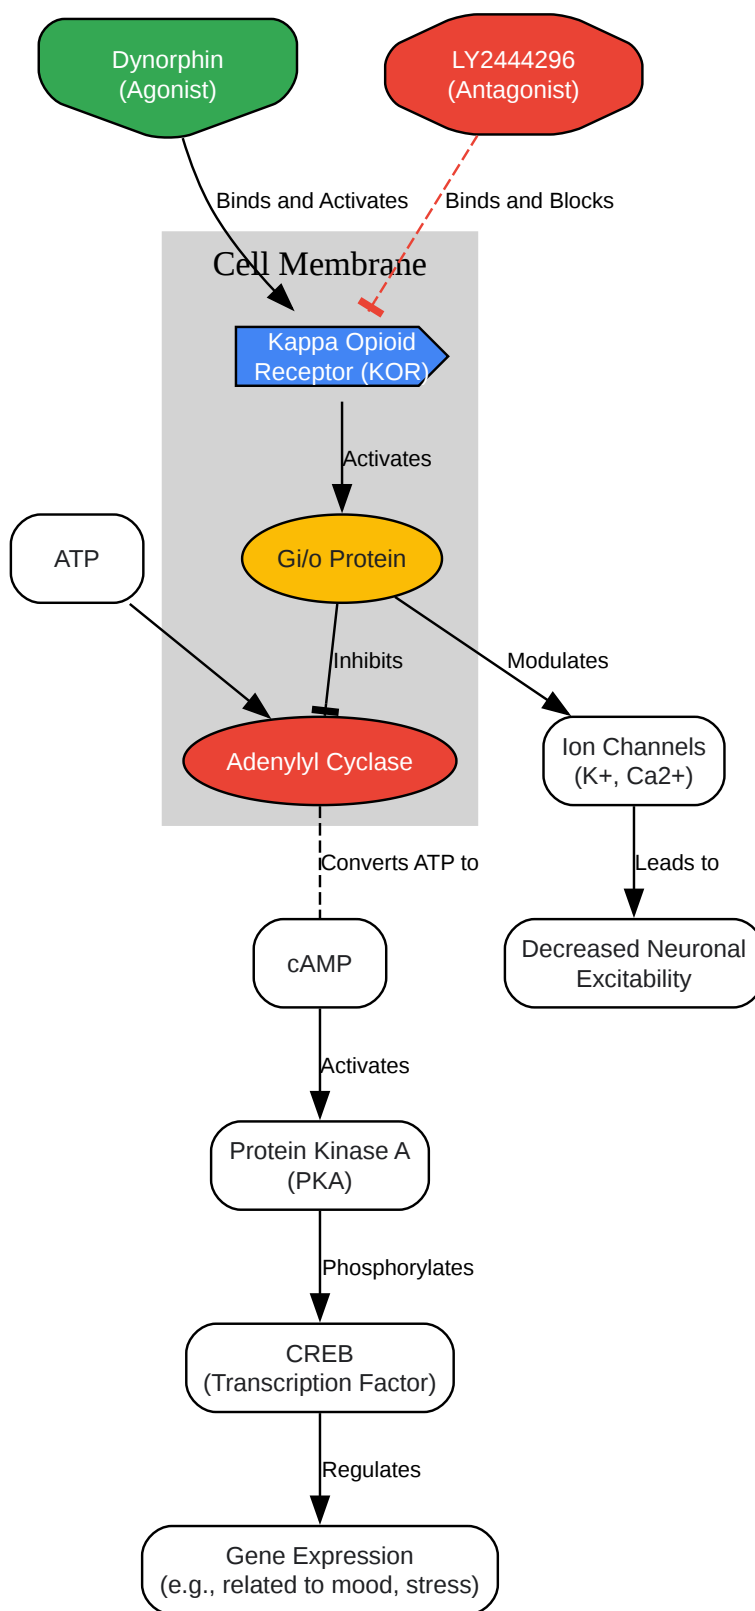 Dynorphin
(Agonist)
LY2444296
(Antagonist)
Binds and Activates
Binds and Blocks
Cell Membrane
Kappa Opioid
Receptor (KOR)
Activates
ATP
Gi/o Protein
Inhibits
Modulates
Adenylyl Cyclase
Ion Channels
(K+, Ca2+)
Converts ATP to
Leads to
cAMP
Decreased Neuronal
Excitability
Activates
Protein Kinase A
(PKA)
Phosphorylates
CREB
(Transcription Factor)
Regulates
Gene Expression
(e.g., related to mood, stress)